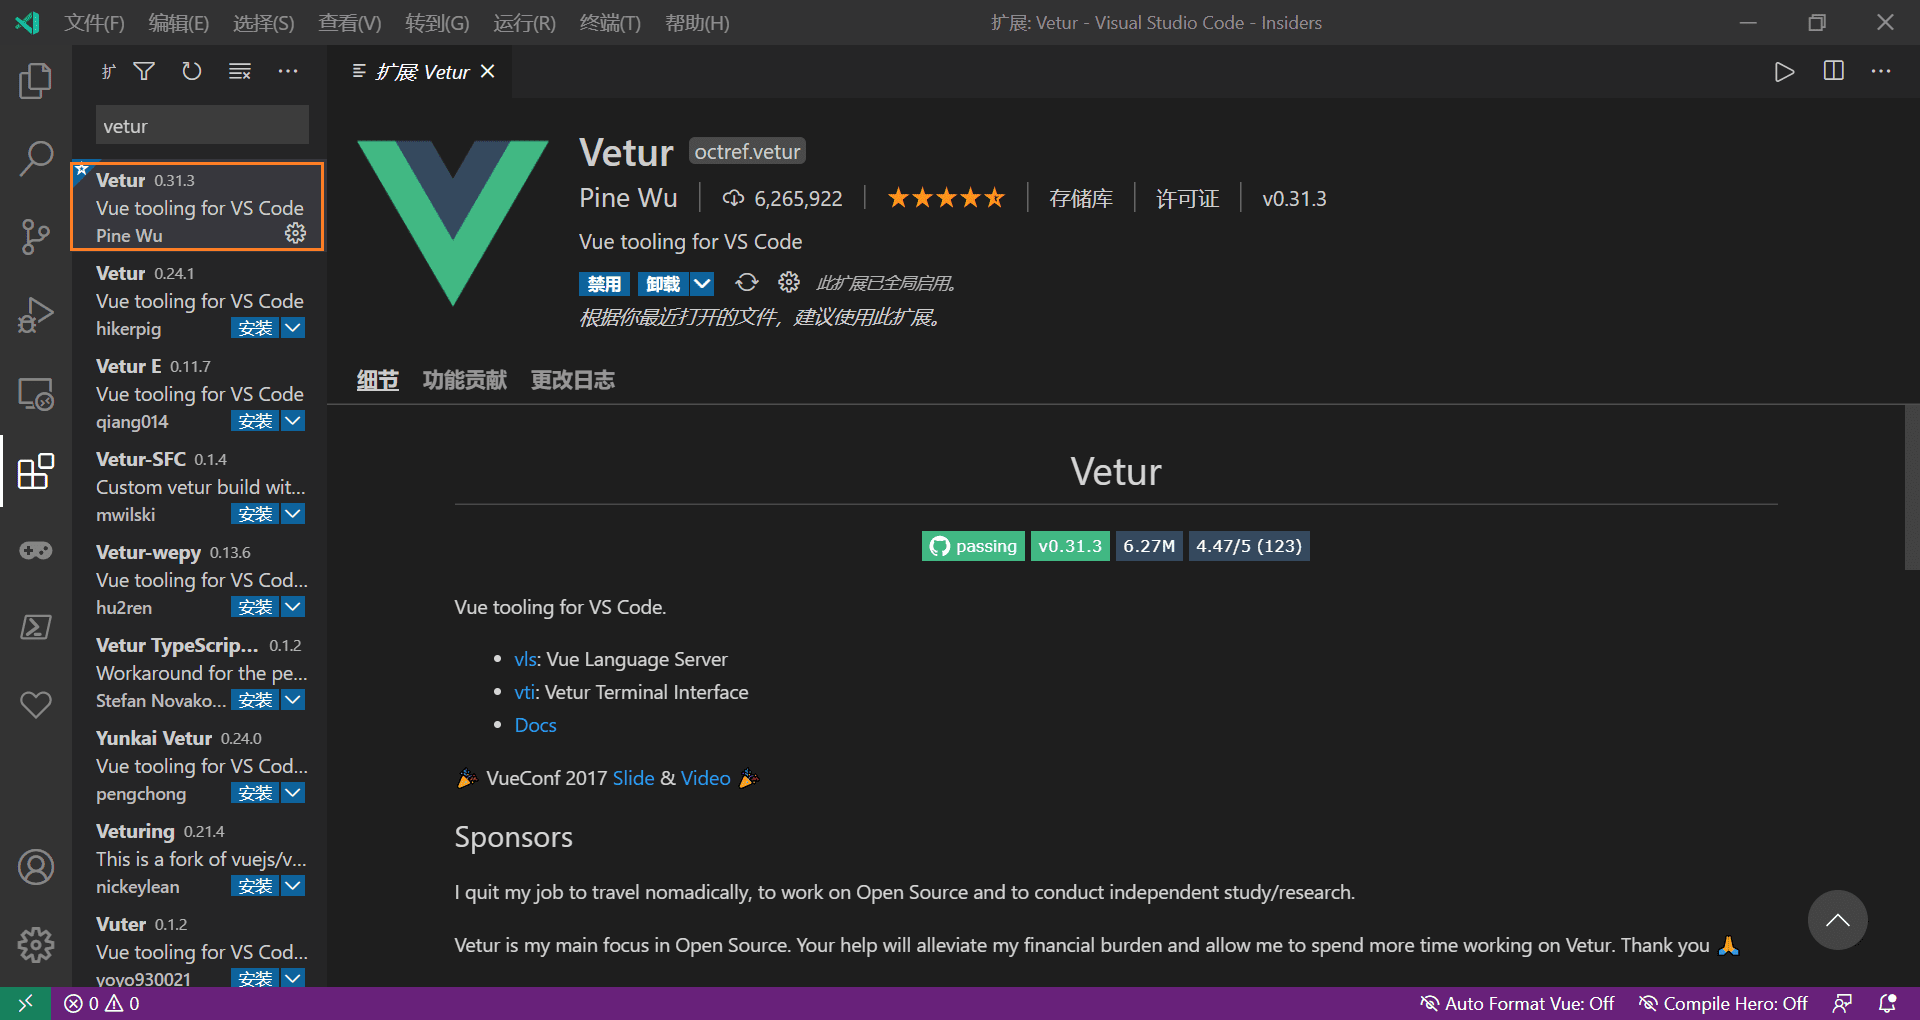 文件(F) 编辑(E) 选择(S) 查看(V) 转到(G) 运行(R) 终端(T) 帮助(H)
扩展: Vetur - Visual Studio Code - Insiders
扩
扩展: Vetur
vetur
Vetur 0.31.3
Vue tooling for VS Code
Pine Wu
Vetur 0.24.1
Vue tooling for VS Code
hikerpig 安装
Vetur E 0.11.7
Vue tooling for VS Code
qiang014 安装
Vetur-SFC 0.1.4
Custom vetur build wit...
mwilski 安装
Vetur-wepy 0.13.6
Vue tooling for VS Cod...
hu2ren 安装
Vetur TypeScrip... 0.1.2
Workaround for the pe...
Stefan Novako... 安装
Yunkai Vetur 0.24.0
Vue tooling for VS Cod...
pengchong 安装
Veturing 0.21.4
This is a fork of vuejs/v...
nickeylean 安装
Vuter 0.1.2
Vue tooling for VS Cod...
yoyo930021 安装
Vetur octref.vetur
Pine Wu 6,265,922 存储库 许可证 v0.31.3
Vue tooling for VS Code
禁用 卸载 此扩展已全局启用。
根据你最近打开的文件，建议使用此扩展。
细节 功能贡献 更改日志
Vetur
passing v0.31.3 6.27M 4.47/5 (123)
Vue tooling for VS Code.
• vls: Vue Language Server
• vti: Vetur Terminal Interface
• Docs
🎉 VueConf 2017 Slide & Video 🎉
Sponsors
I quit my job to travel nomadically, to work on Open Source and to conduct independent study/research.
Vetur is my main focus in Open Source. Your help will alleviate my financial burden and allow me to spend more time working on Vetur. Thank you 🙏
0 0
Auto Format Vue: Off Compile Hero: Off